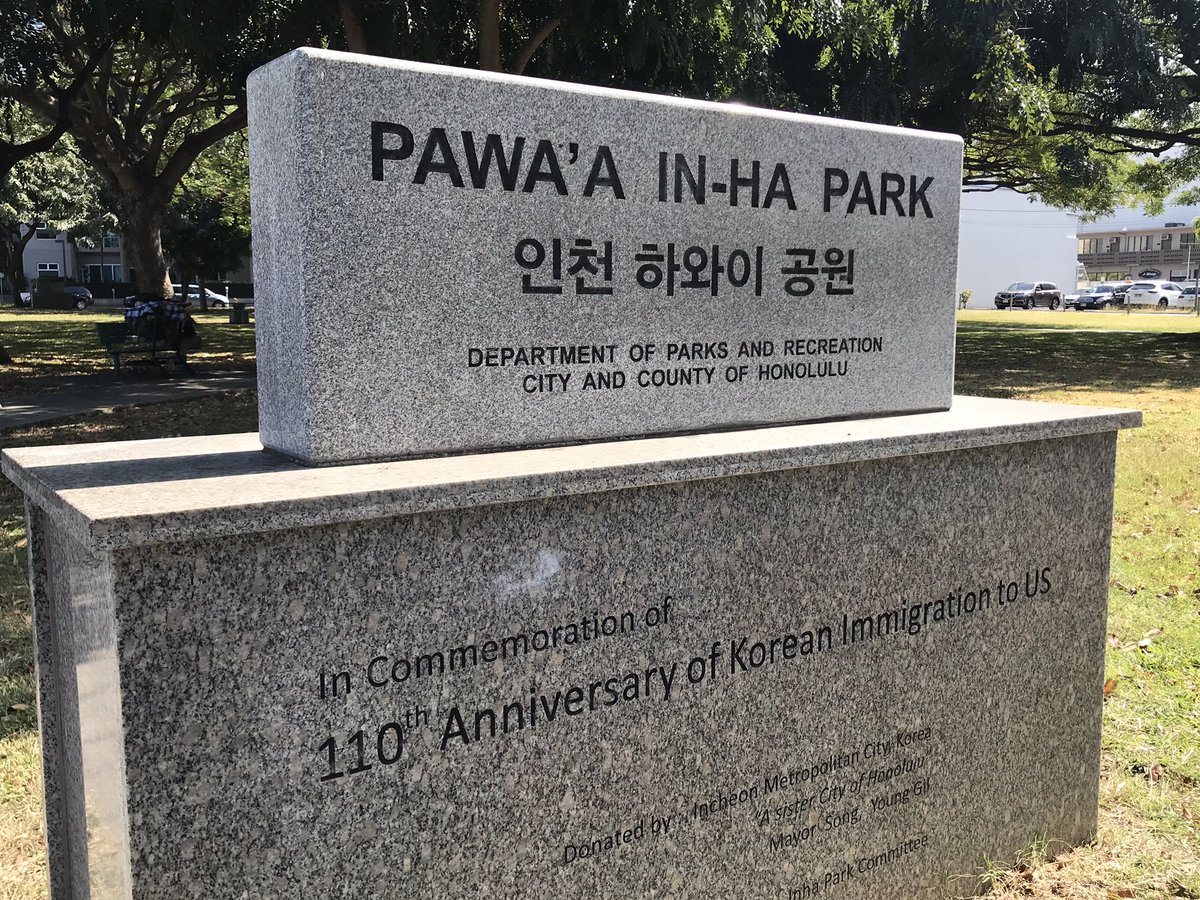 PAWA'A IN-HA PARK
인천 하와이 공원
DEPARTMENT OF PARKS AND RECREATION
CITY AND COUNTY OF HONOLULU
In Commemoration of
110th Anniversary of Korean Immigration to US
Donated by : Incheon Metropolitan City, Korea
'A sister City of Honolulu'
Mayor Song, Young Gil
Inha Park Committee